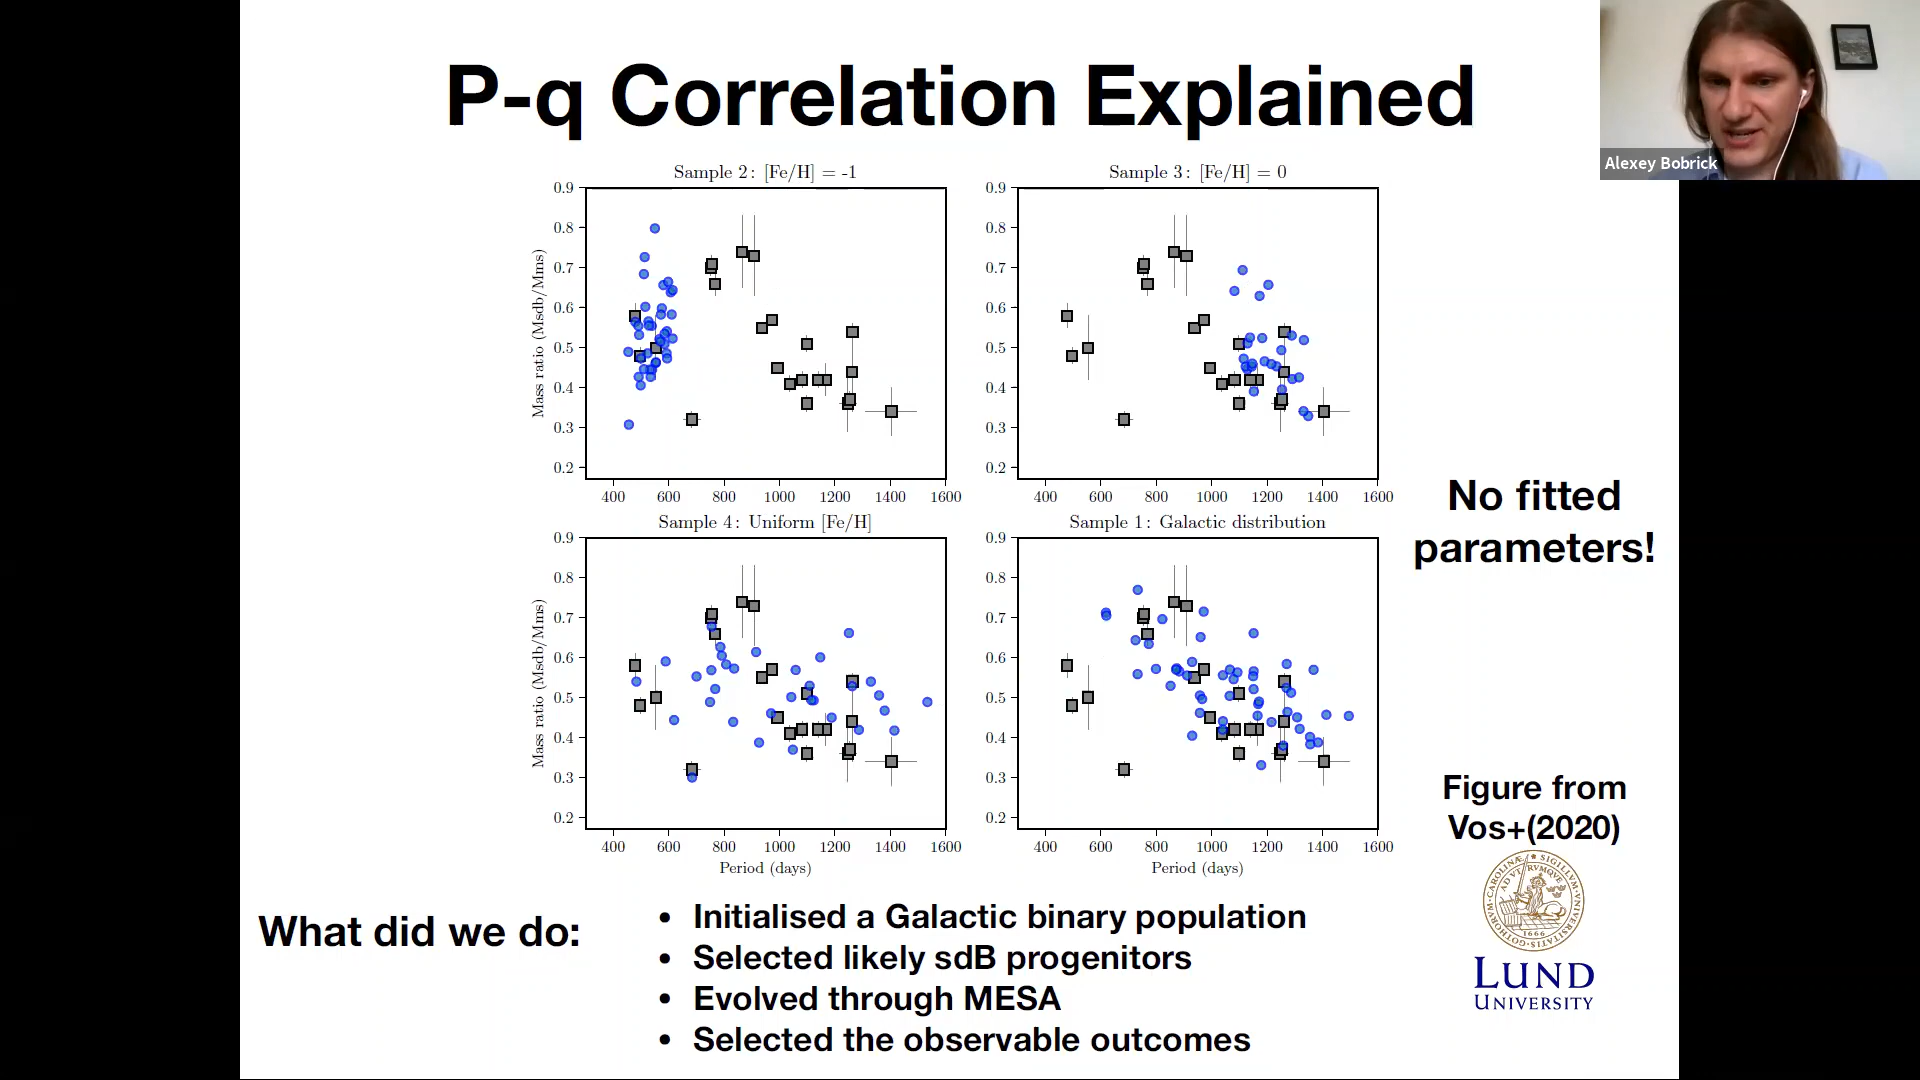 P-q Correlation Explained
Alexey Bobrick
Sample 2: [Fe/H] = -1
Mass ratio (Msdb/Mms)
0.9
0.8
0.7
0.6
0.5
0.4
0.3
0.2
400 600 800 1000 1200 1400 1600
Sample 3: [Fe/H] = 0
0.9
0.8
0.7
0.6
0.5
0.4
0.3
0.2
400 600 800 1000 1200 1400 1600
Sample 4: Uniform [Fe/H]
Mass ratio (Msdb/Mms)
0.9
0.8
0.7
0.6
0.5
0.4
0.3
0.2
400 600 800 1000 1200 1400 1600
Period (days)
Sample 1: Galactic distribution
0.9
0.8
0.7
0.6
0.5
0.4
0.3
0.2
400 600 800 1000 1200 1400 1600
Period (days)
No fitted
parameters!
Figure from
Vos+(2020)
1666
LUND
UNIVERSITY
What did we do:
• Initialised a Galactic binary population
• Selected likely sdB progenitors
• Evolved through MESA
• Selected the observable outcomes